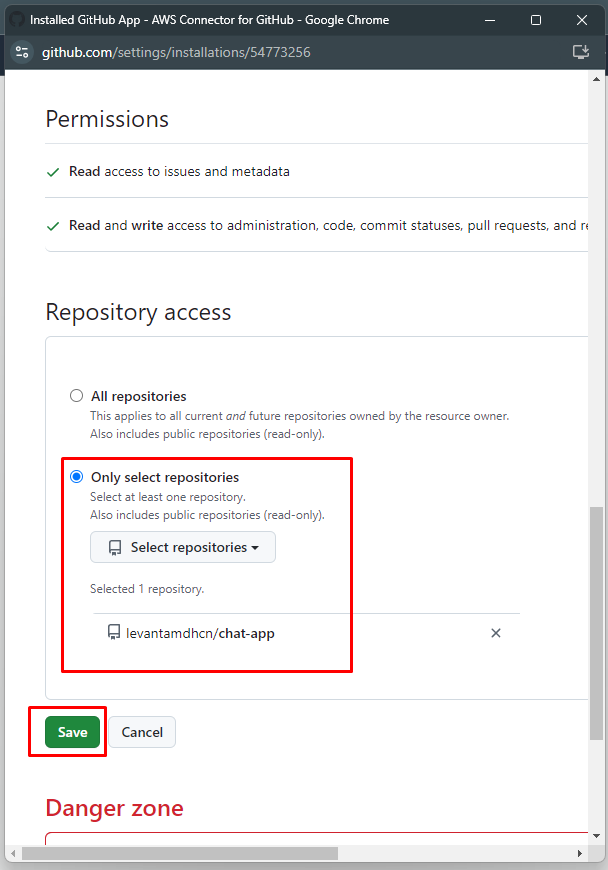 Installed GitHub App - AWS Connector for GitHub - Google Chrome
github.com/settings/installations/54773256
Permissions
Read access to issues and metadata
Read and write access to administration, code, commit statuses, pull requests, and re
Repository access
All repositories
This applies to all current and future repositories owned by the resource owner.
Also includes public repositories (read-only).
Only select repositories
Select at least one repository.
Also includes public repositories (read-only).
Select repositories
Selected 1 repository.
levantamdhcn/chat-app
Save
Cancel
Danger zone